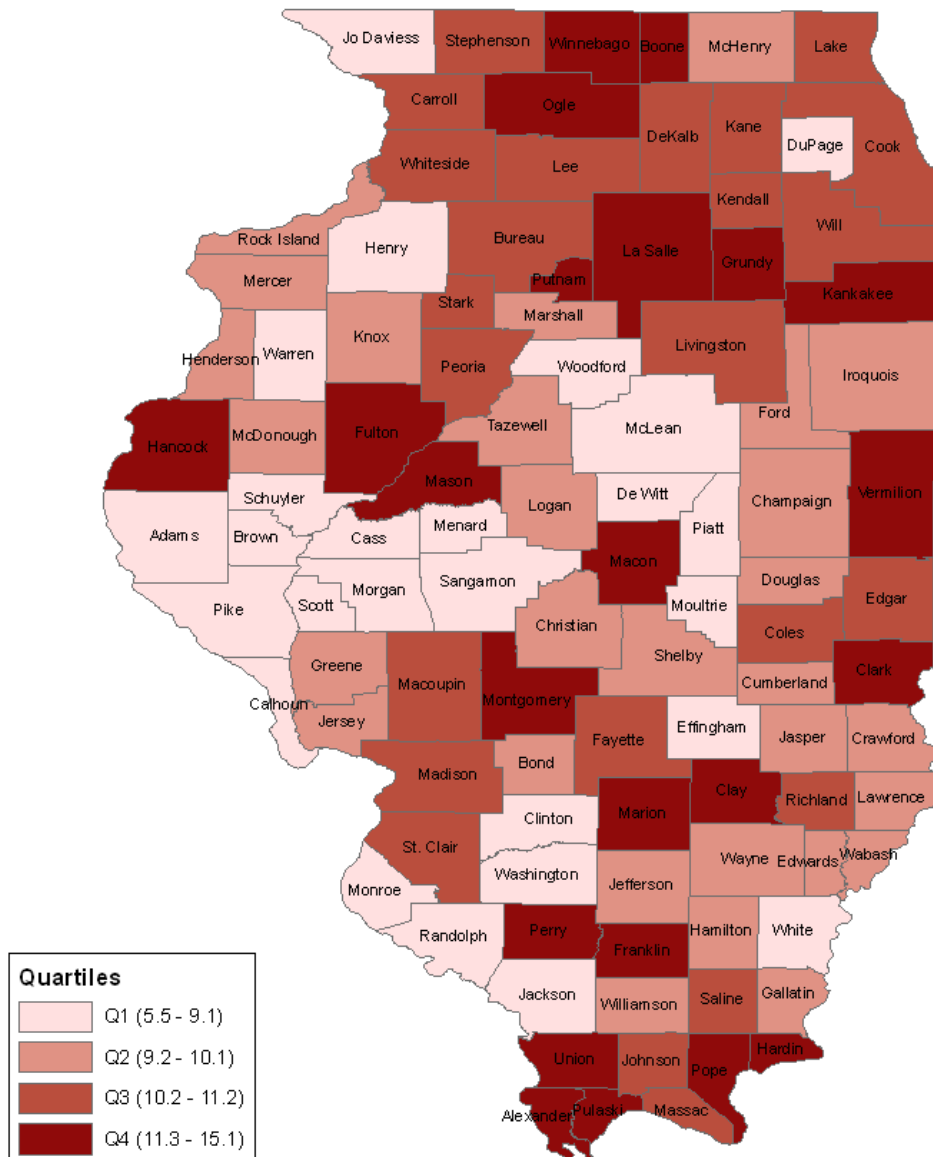 Jo Daviess
Stephenson
Winnebago
Boone
McHenry
Lake
Carroll
Ogle
DeKalb
Kane
DuPage
Cook
Whiteside
Lee
Kendall
Will
Rock Island
Henry
Bureau
La Salle
Grundy
Mercer
Putnam
Kankakee
Stark
Marshall
Henderson
Warren
Knox
Peoria
Woodford
Livingston
Iroquois
Ford
Hancock
McDonough
Fulton
Tazewell
McLean
Mason
Schuyler
Logan
De Witt
Champaign
Vermilion
Adams
Brown
Cass
Menard
Piatt
Macon
Pike
Scott
Morgan
Sangamon
Moultrie
Douglas
Edgar
Christian
Coles
Greene
Macoupin
Shelby
Cumberland
Clark
Calhoun
Jersey
Montgomery
Effingham
Fayette
Jasper
Crawford
Madison
Bond
Clay
Richland
Lawrence
Clinton
Marion
St. Clair
Wayne
Edwards
Wabash
Washington
Jefferson
Monroe
Randolph
Perry
Franklin
Hamilton
White
Jackson
Williamson
Saline
Gallatin
Union
Johnson
Pope
Hardin
Alexander
Pulaski
Massac
Quartiles
Q1 (5.5 - 9.1)
Q2 (9.2 - 10.1)
Q3 (10.2 - 11.2)
Q4 (11.3 - 15.1)